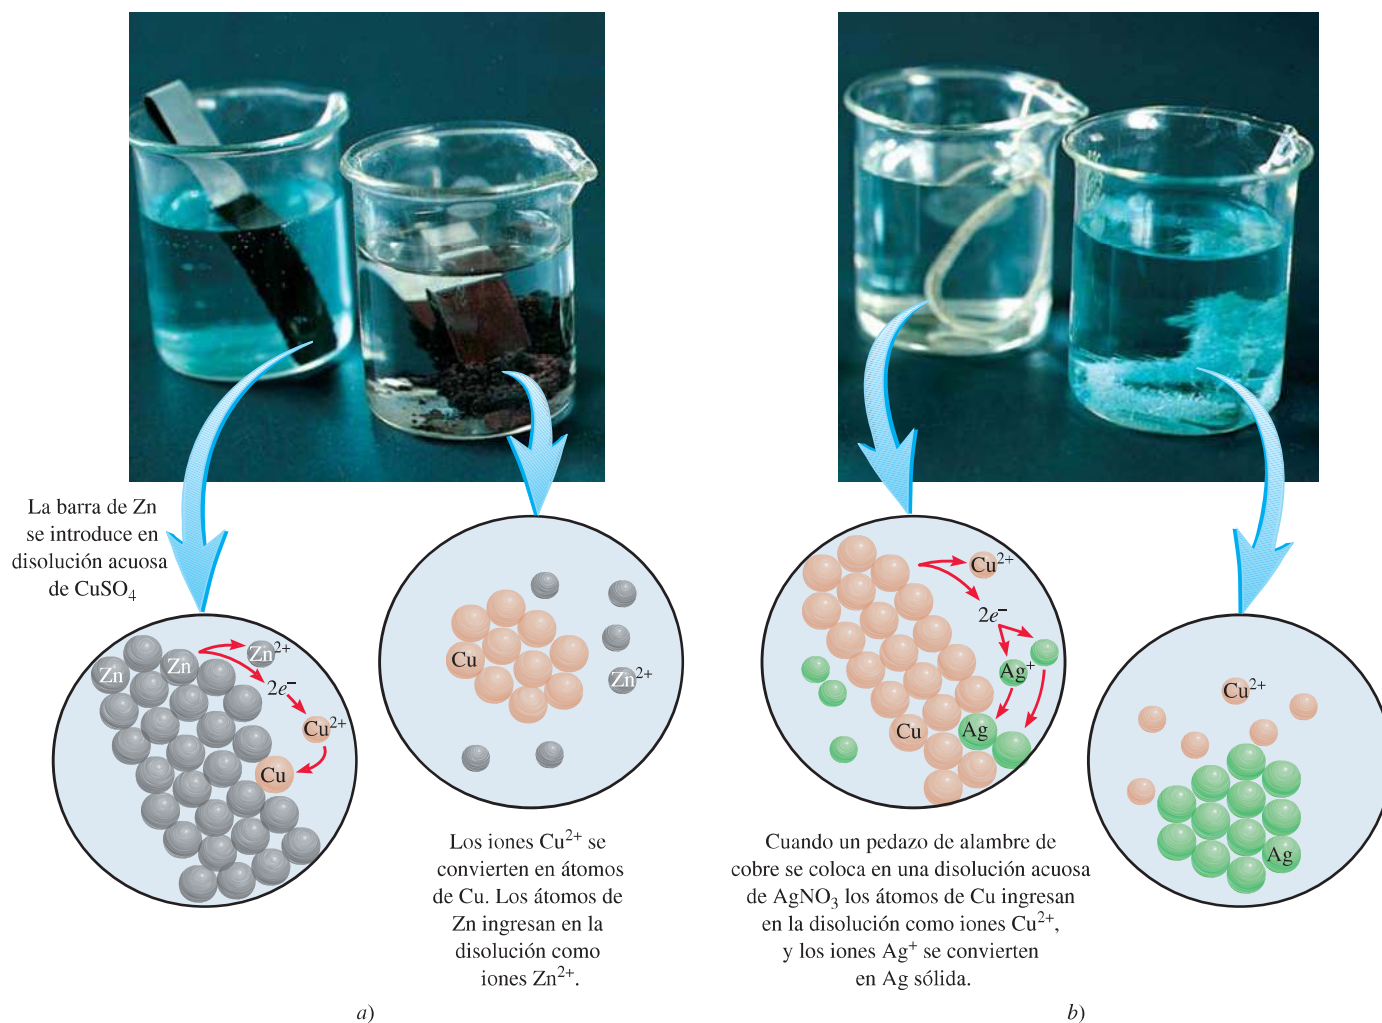 La barra de Zn
se introduce en
disolución acuosa
de CuSO₄
Zn
Zn
Zn²⁺
2e⁻
Cu²⁺
Cu
Cu
Zn²⁺
Los iones Cu²⁺ se
convierten en átomos
de Cu. Los átomos de
Zn ingresan en la
disolución como
iones Zn²⁺.
a)
Cu²⁺
2e⁻
Ag⁺
Cu
Ag
Cu²⁺
Ag
Cuando un pedazo de alambre de
cobre se coloca en una disolución acuosa
de AgNO₃ los átomos de Cu ingresan
en la disolución como iones Cu²⁺,
y los iones Ag⁺ se convierten
en Ag sólida.
b)